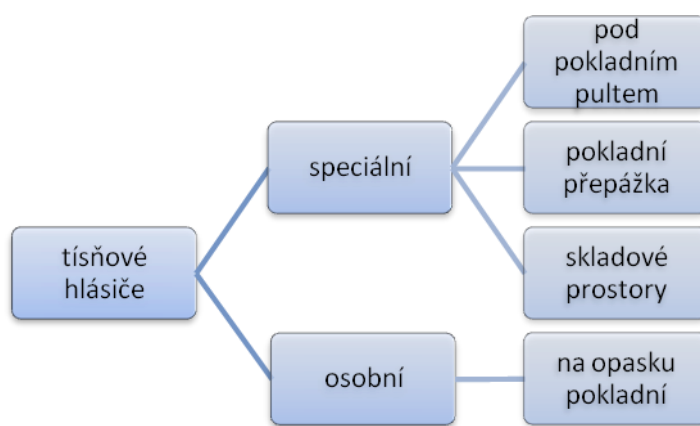 pod
pokladním
pultem
speciální
pokladní
přepážka
tísňové
hlásiče
skladové
prostory
osobní
na opasku
pokladní